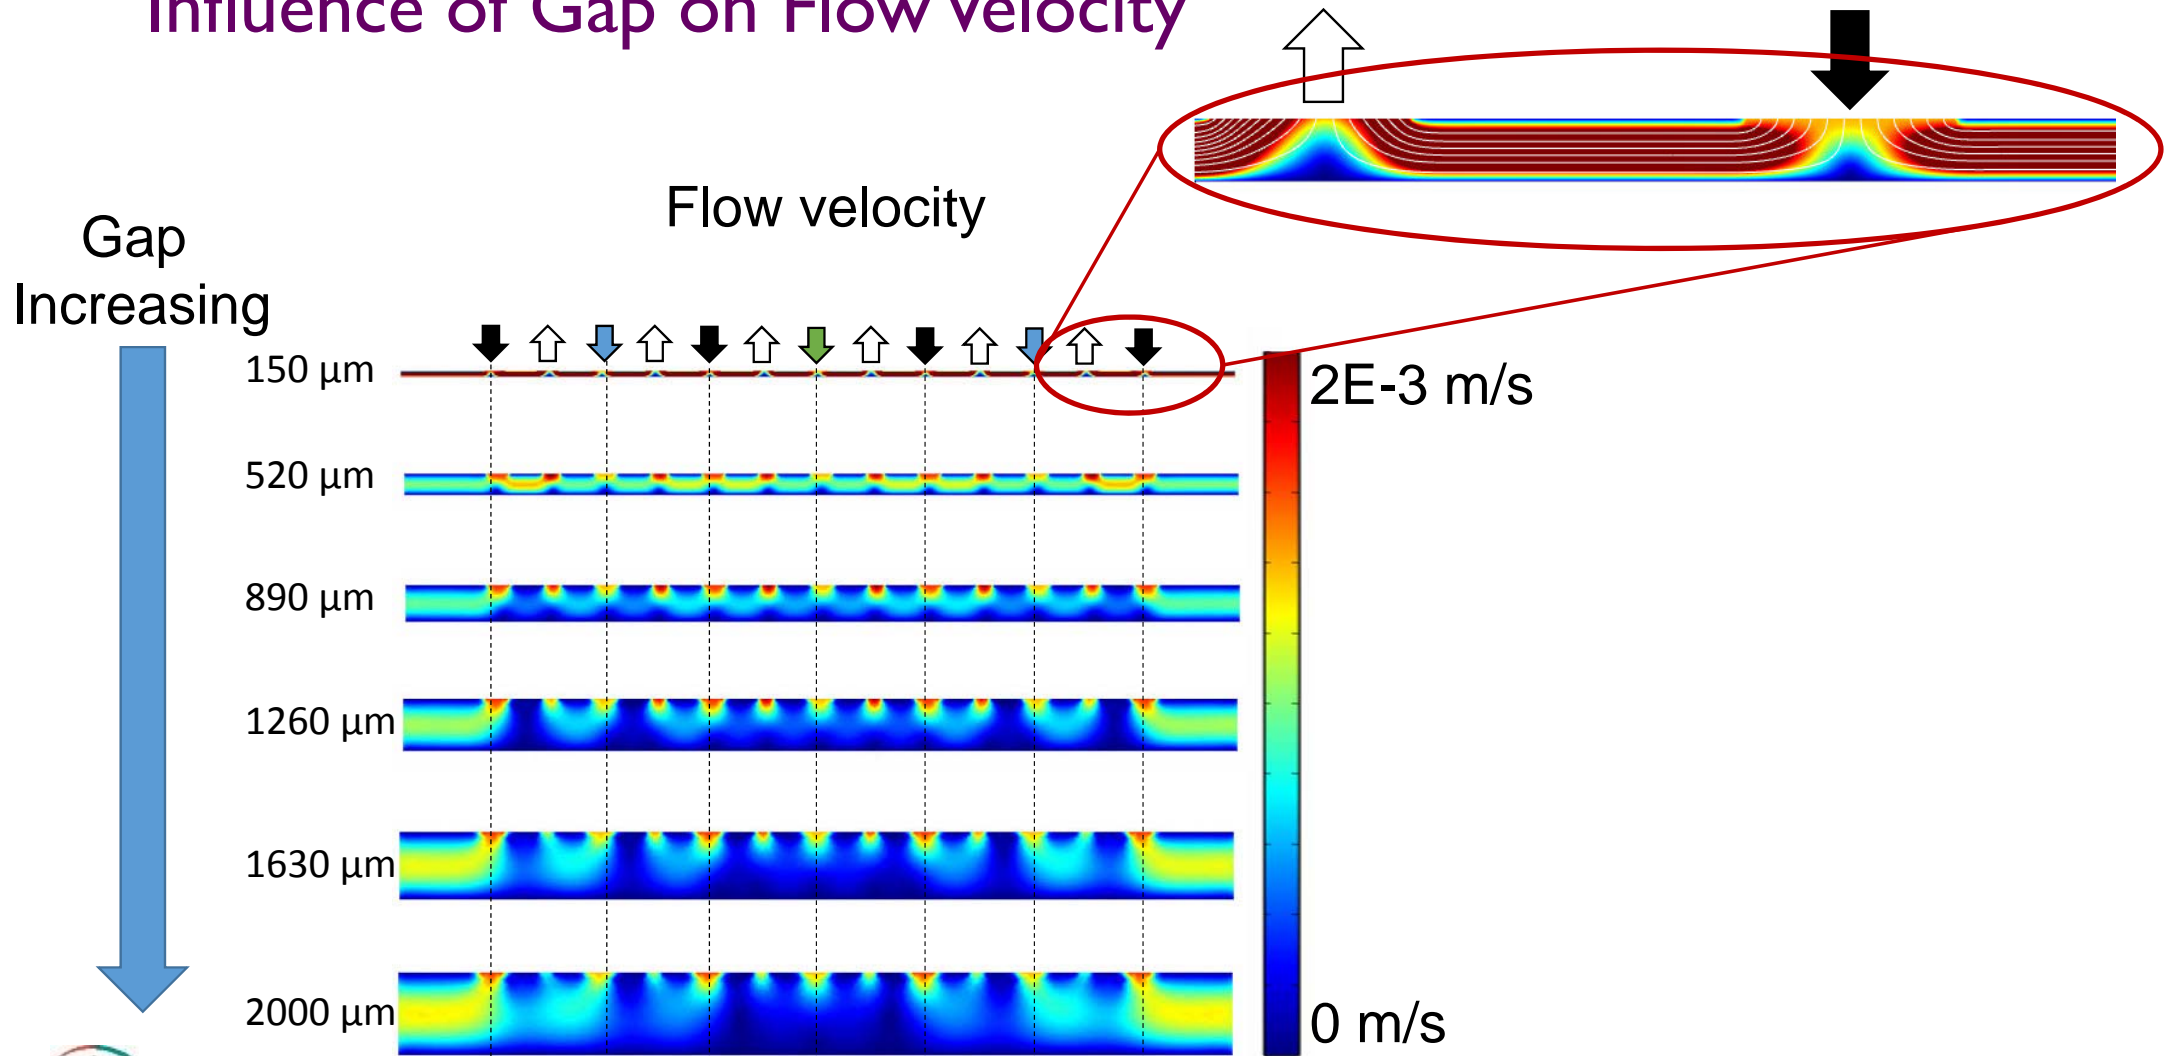 Influence of Gap on Flow velocity
Flow velocity
Gap
Increasing
150 µm
520 µm
890 µm
1260 µm
1630 µm
2000 µm
2E-3 m/s
0 m/s